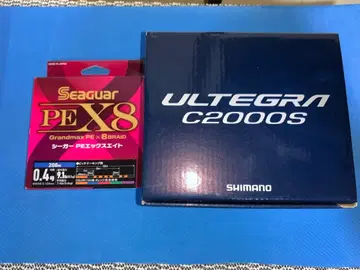 Seaguar
PE X8
Grandmax PE × 8 BRAID
シーガー PEエックスエイト
200m
0.4号
ULTEGRA
C2000S
SHIMANO